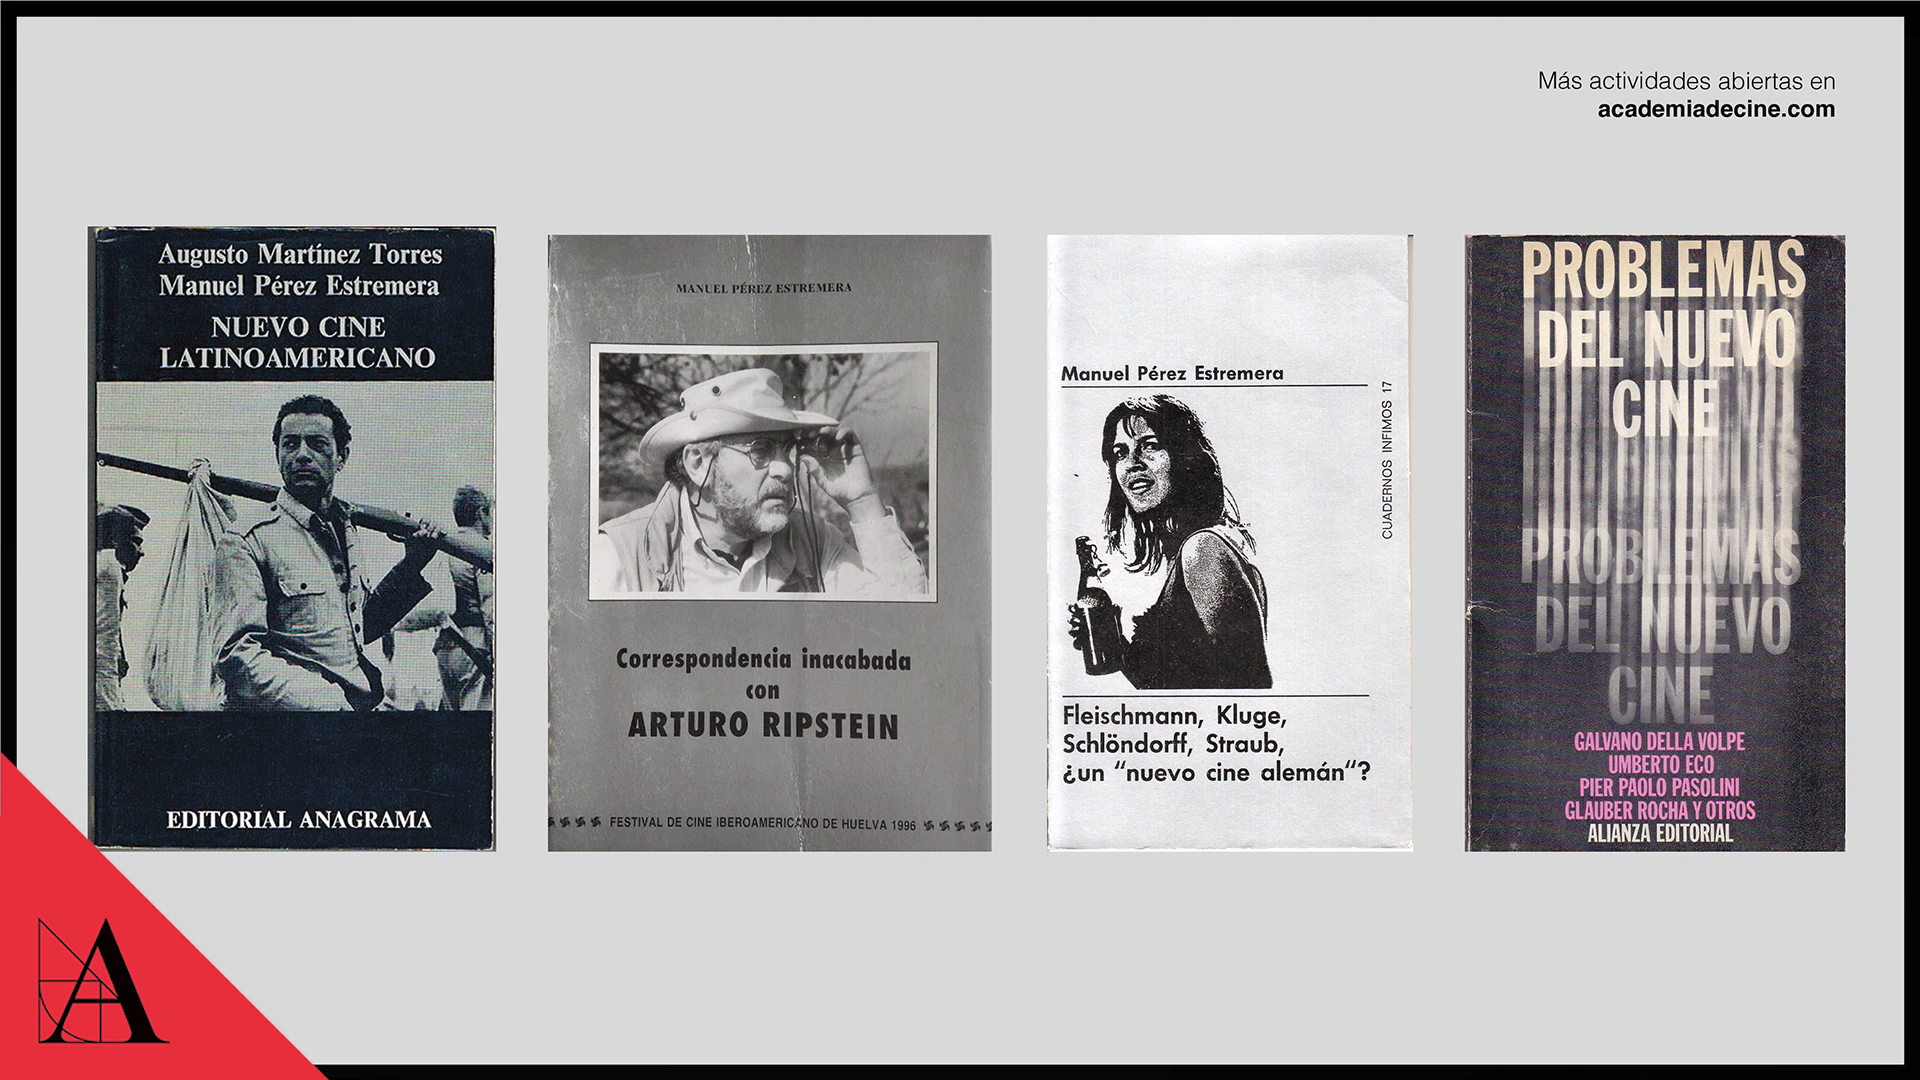 Más actividades abiertas en
academiadecine.com
Augusto Martínez Torres
Manuel Pérez Estremera
NUEVO CINE
LATINOAMERICANO
EDITORIAL ANAGRAMA
MANUEL PÉREZ ESTREMERA
Correspondencia inacabada
con
ARTURO RIPSTEIN
FESTIVAL DE CINE IBEROAMERICANO DE HUELVA 1996
Manuel Pérez Estremera
CUADERNOS INFIMOS 17
Fleischmann, Kluge,
Schlöndorff, Straub,
¿un “nuevo cine alemán“?
PROBLEMAS
DEL NUEVO
CINE
PROBLEMAS
DEL NUEVO
CINE
GALVANO DELLA VOLPE
UMBERTO ECO
PIER PAOLO PASOLINI
GLAUBER ROCHA Y OTROS
ALIANZA EDITORIAL
A